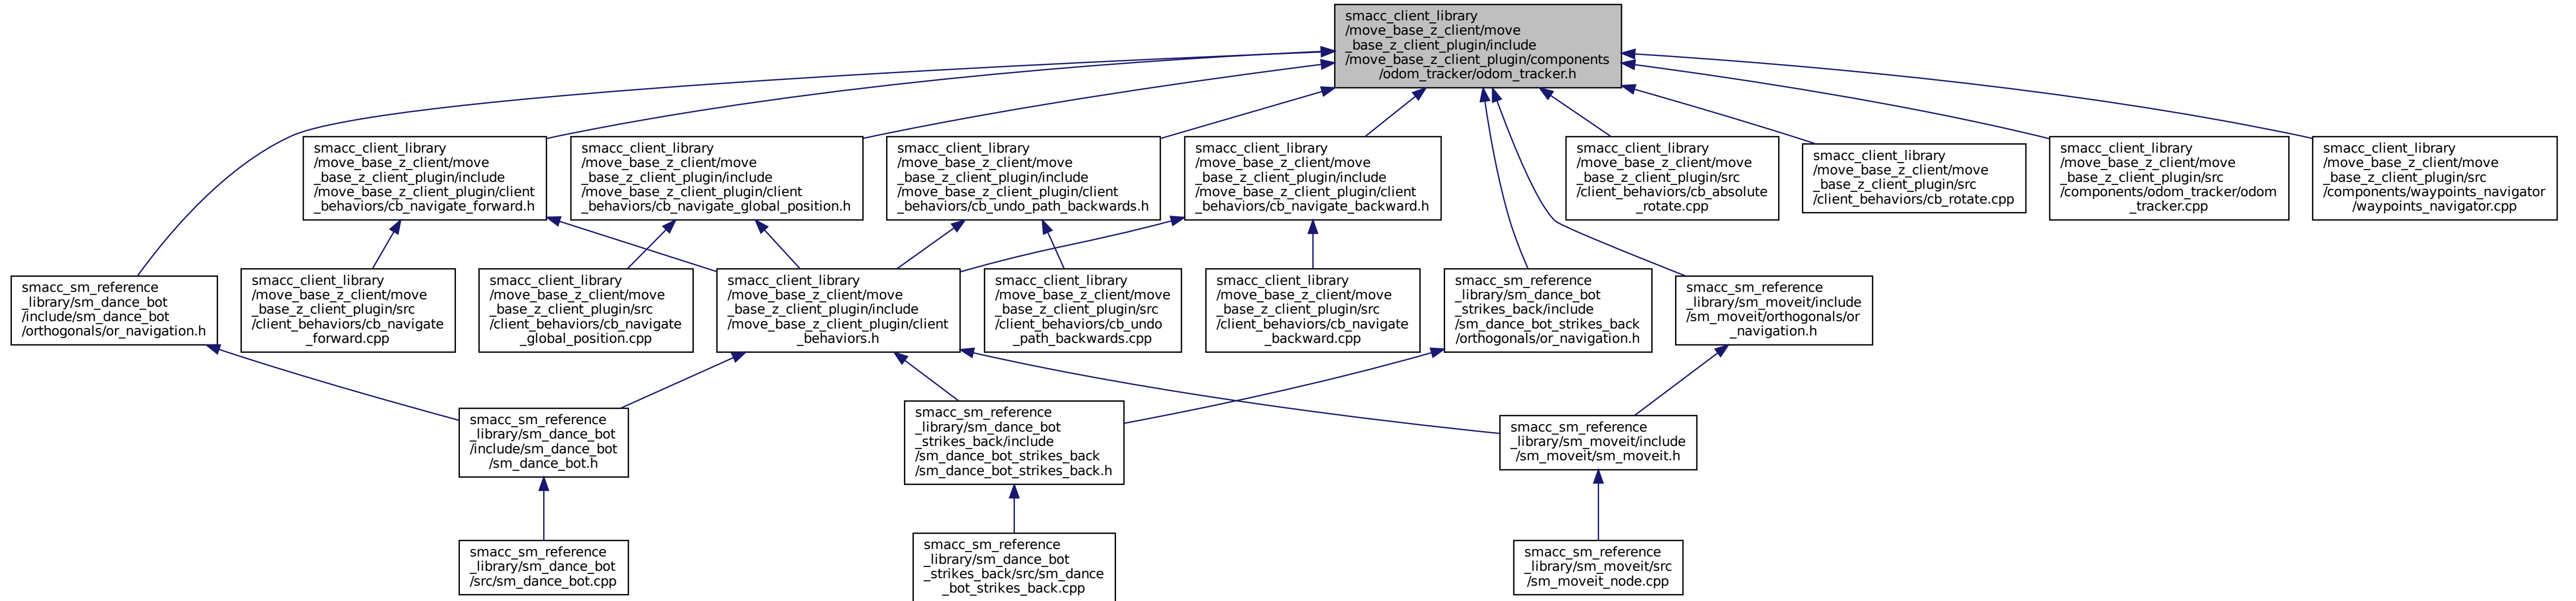 smacc_client_library
/move_base_z_client/move
_base_z_client_plugin/include
/move_base_z_client_plugin/components
/odom_tracker/odom_tracker.h
smacc_client_library
/move_base_z_client/move
_base_z_client_plugin/include
/move_base_z_client_plugin/client
_behaviors/cb_navigate_forward.h
smacc_client_library
/move_base_z_client/move
_base_z_client_plugin/include
/move_base_z_client_plugin/client
_behaviors/cb_navigate_global_position.h
smacc_client_library
/move_base_z_client/move
_base_z_client_plugin/include
/move_base_z_client_plugin/client
_behaviors/cb_undo_path_backwards.h
smacc_client_library
/move_base_z_client/move
_base_z_client_plugin/include
/move_base_z_client_plugin/client
_behaviors/cb_navigate_backward.h
smacc_client_library
/move_base_z_client/move
_base_z_client_plugin/src
/client_behaviors/cb_absolute
_rotate.cpp
smacc_client_library
/move_base_z_client/move
_base_z_client_plugin/src
/client_behaviors/cb_rotate.cpp
smacc_client_library
/move_base_z_client/move
_base_z_client_plugin/src
/components/odom_tracker/odom
_tracker.cpp
smacc_client_library
/move_base_z_client/move
_base_z_client_plugin/src
/components/waypoints_navigator
/waypoints_navigator.cpp
smacc_sm_reference
_library/sm_dance_bot
/include/sm_dance_bot
/orthogonals/or_navigation.h
smacc_client_library
/move_base_z_client/move
_base_z_client_plugin/src
/client_behaviors/cb_navigate
_forward.cpp
smacc_client_library
/move_base_z_client/move
_base_z_client_plugin/src
/client_behaviors/cb_navigate
_global_position.cpp
smacc_client_library
/move_base_z_client/move
_base_z_client_plugin/include
/move_base_z_client_plugin/client
_behaviors.h
smacc_client_library
/move_base_z_client/move
_base_z_client_plugin/src
/client_behaviors/cb_undo
_path_backwards.cpp
smacc_client_library
/move_base_z_client/move
_base_z_client_plugin/src
/client_behaviors/cb_navigate
_backward.cpp
smacc_sm_reference
_library/sm_dance_bot
_strikes_back/include
/sm_dance_bot_strikes_back
/orthogonals/or_navigation.h
smacc_sm_reference
_library/sm_moveit/include
/sm_moveit/orthogonals/or
_navigation.h
smacc_sm_reference
_library/sm_dance_bot
/include/sm_dance_bot
/sm_dance_bot.h
smacc_sm_reference
_library/sm_dance_bot
_strikes_back/include
/sm_dance_bot_strikes_back
/sm_dance_bot_strikes_back.h
smacc_sm_reference
_library/sm_moveit/include
/sm_moveit/sm_moveit.h
smacc_sm_reference
_library/sm_dance_bot
/src/sm_dance_bot.cpp
smacc_sm_reference
_library/sm_dance_bot
_strikes_back/src/sm_dance
_bot_strikes_back.cpp
smacc_sm_reference
_library/sm_moveit/src
/sm_moveit_node.cpp